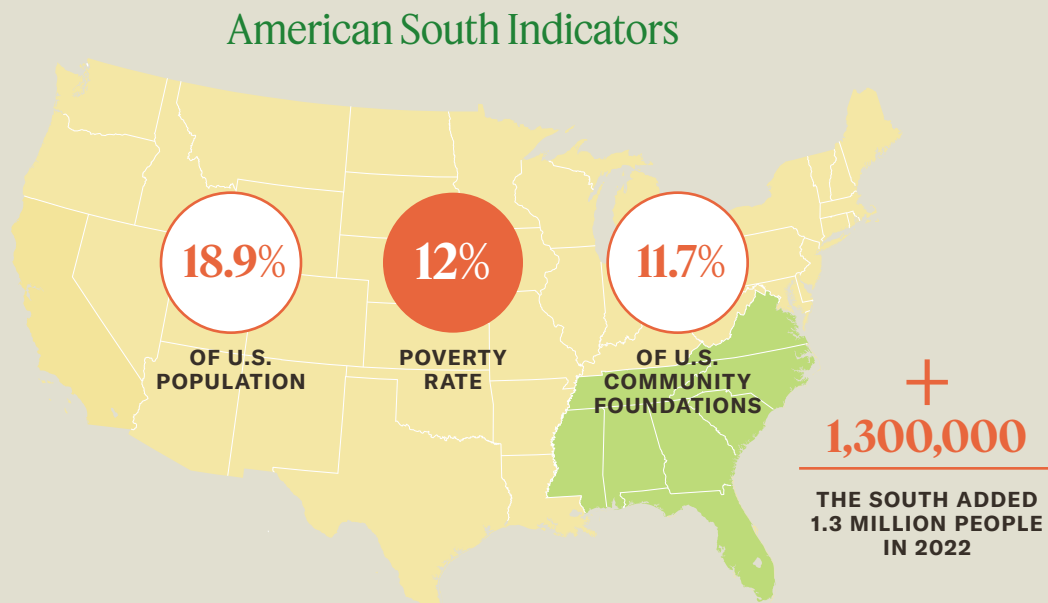 American South Indicators
18.9%
OF U.S.
POPULATION
12%
POVERTY
RATE
11.7%
OF U.S.
COMMUNITY
FOUNDATIONS
+
1,300,000
THE SOUTH ADDED
1.3 MILLION PEOPLE
IN 2022